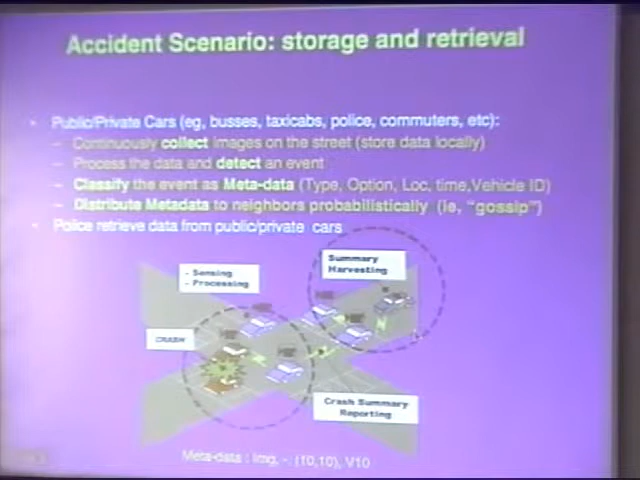 Accident Scenario: storage and retrieval
• Public/Private Cars (eg, busses, taxicabs, police, commuters, etc):
– Continuously collect images on the street (store data locally)
– Process the data and detect an event
– Classify the event as Meta-data (Type, Option, Loc, time,Vehicle ID)
– Distribute Metadata to neighbors probabilistically (ie, "gossip")
• Police retrieve data from public/private cars
Summary
Harvesting
- Sensing
- Processing
CRASH
Crash Summary
Reporting
Meta-data : Img, -. (10,10), V10